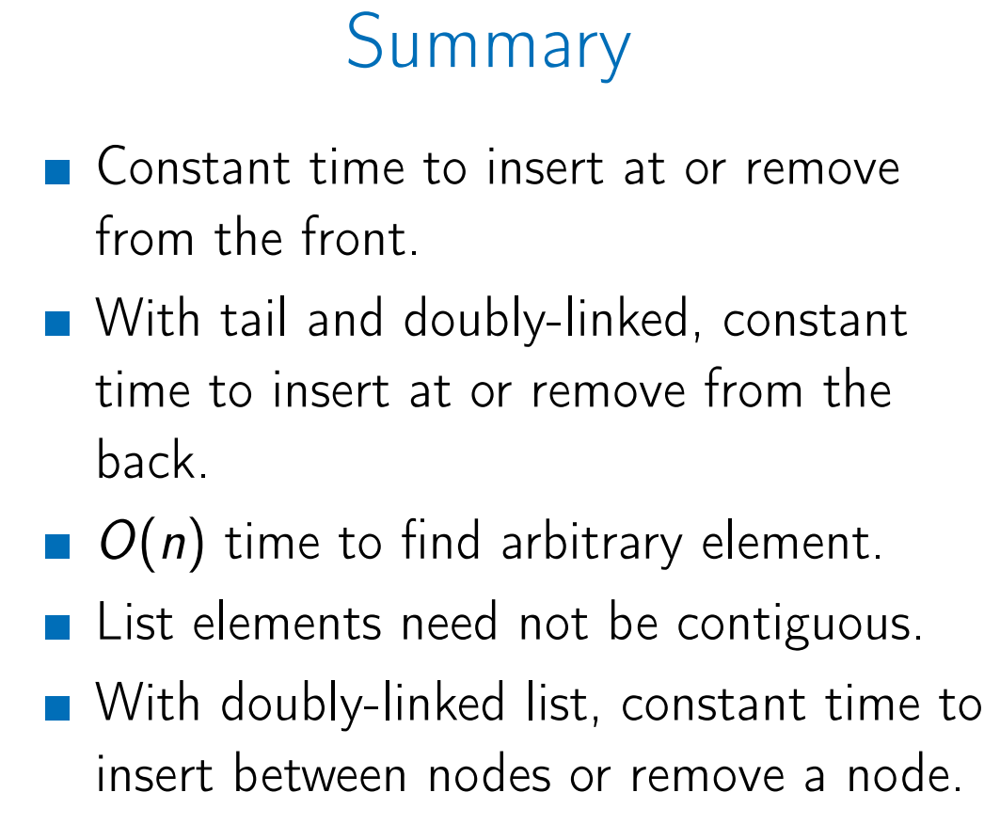 Summary
Constant time to insert at or remove
from the front.
With tail and doubly-linked, constant
time to insert at or remove from the
back.
O(n) time to find arbitrary element.
List elements need not be contiguous.
With doubly-linked list, constant time to
insert between nodes or remove a node.